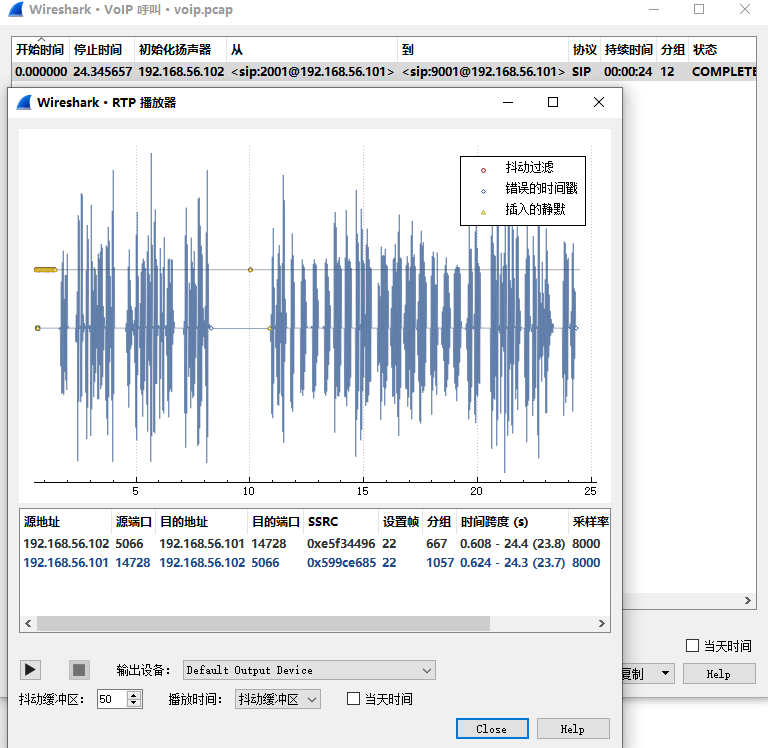 Wireshark · VoIP 呼叫 · voip.pcap
开始时间 停止时间 初始化扬声器 从 到 协议 持续时间 分组 状态
0.000000 24.345657 192.168.56.102 <sip:2001@192.168.56.101> <sip:9001@192.168.56.101> SIP 00:00:24 12 COMPLETE
Wireshark · RTP 播放器
抖动过滤
错误的时间戳
插入的静默
5 10 15 20 25
源地址 源端口 目的地址 目的端口 SSRC 设置帧 分组 时间跨度 (s) 采样率
192.168.56.102 5066 192.168.56.101 14728 0xe5f34496 22 667 0.608 - 24.4 (23.8) 8000
192.168.56.101 14728 192.168.56.102 5066 0x599ce685 22 1057 0.624 - 24.3 (23.7) 8000
当天时间
输出设备: Default Output Device
复制 Help
抖动缓冲区: 50 播放时间: 抖动缓冲区 当天时间
Close Help